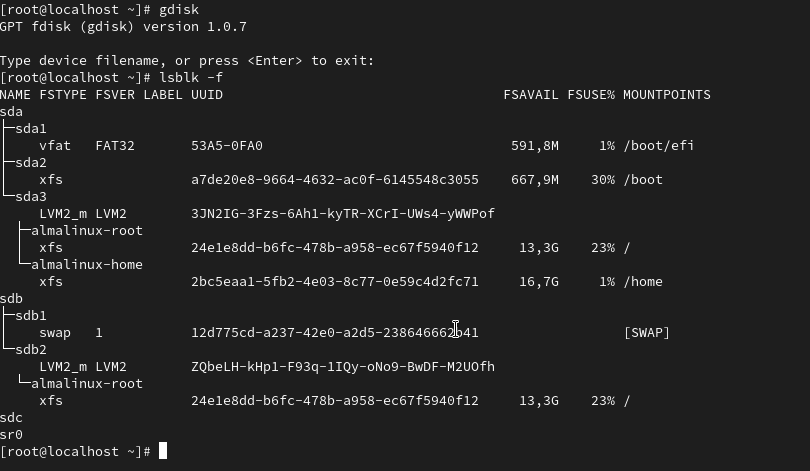 [root@localhost ~]# gdisk
GPT fdisk (gdisk) version 1.0.7
Type device filename, or press <Enter> to exit:
[root@localhost ~]# lsblk -f
NAME FSTYPE FSVER LABEL UUID FSAVAIL FSUSE% MOUNTPOINTS
sda
├─sda1
vfat FAT32 53A5-0FA0 591,8M 1% /boot/efi
├─sda2
xfs a7de20e8-9664-4632-ac0f-6145548c3055 667,9M 30% /boot
└─sda3
LVM2_m LVM2 3JN2IG-3Fzs-6Ah1-kyTR-XCrI-UWs4-yWWPof
├─almalinux-root
xfs 24e1e8dd-b6fc-478b-a958-ec67f5940f12 13,3G 23% /
└─almalinux-home
xfs 2bc5eaa1-5fb2-4e03-8c77-0e59c4d2fc71 16,7G 1% /home
sdb
├─sdb1
swap 1 12d775cd-a237-42e0-a2d5-238646662b41 [SWAP]
└─sdb2
LVM2_m LVM2 ZQbeLH-kHp1-F93q-1IQy-oNo9-BwDF-M2UOfh
└─almalinux-root
xfs 24e1e8dd-b6fc-478b-a958-ec67f5940f12 13,3G 23% /
sdc
sr0
[root@localhost ~]#